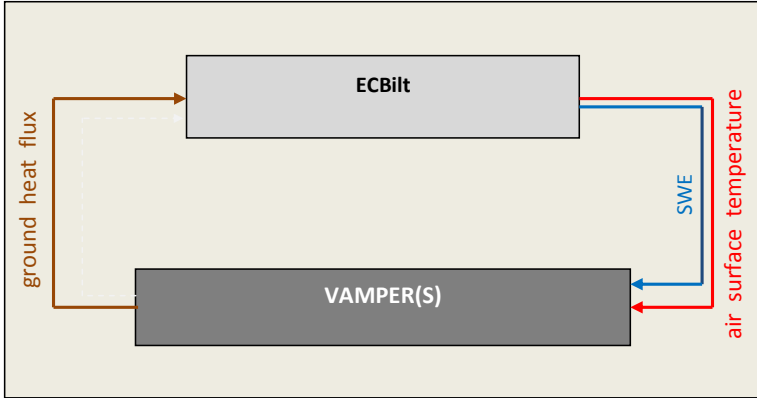 ECBilt
ground heat flux
SWE
air surface temperature
VAMPER(S)